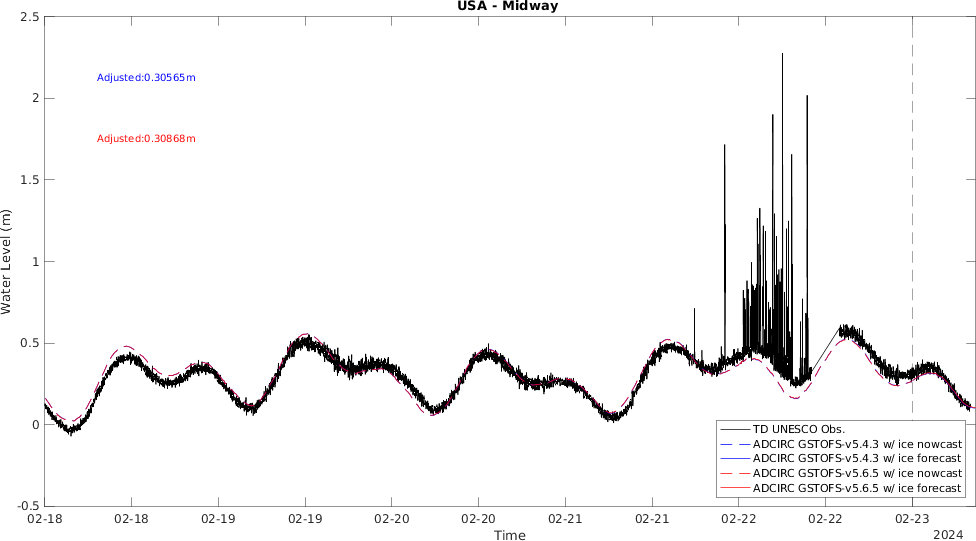 USA - Midway
2.5
2
1.5
1
0.5
0
-0.5
Water Level (m)
Adjusted:0.30565m
Adjusted:0.30868m
TD UNESCO Obs.
ADCIRC GSTOFS-v5.4.3 w/ ice nowcast
ADCIRC GSTOFS-v5.4.3 w/ ice forecast
ADCIRC GSTOFS-v5.6.5 w/ ice nowcast
ADCIRC GSTOFS-v5.6.5 w/ ice forecast
02-18 02-18 02-19 02-19 02-20 02-20 02-21 02-21 02-22 02-22 02-23
Time
2024